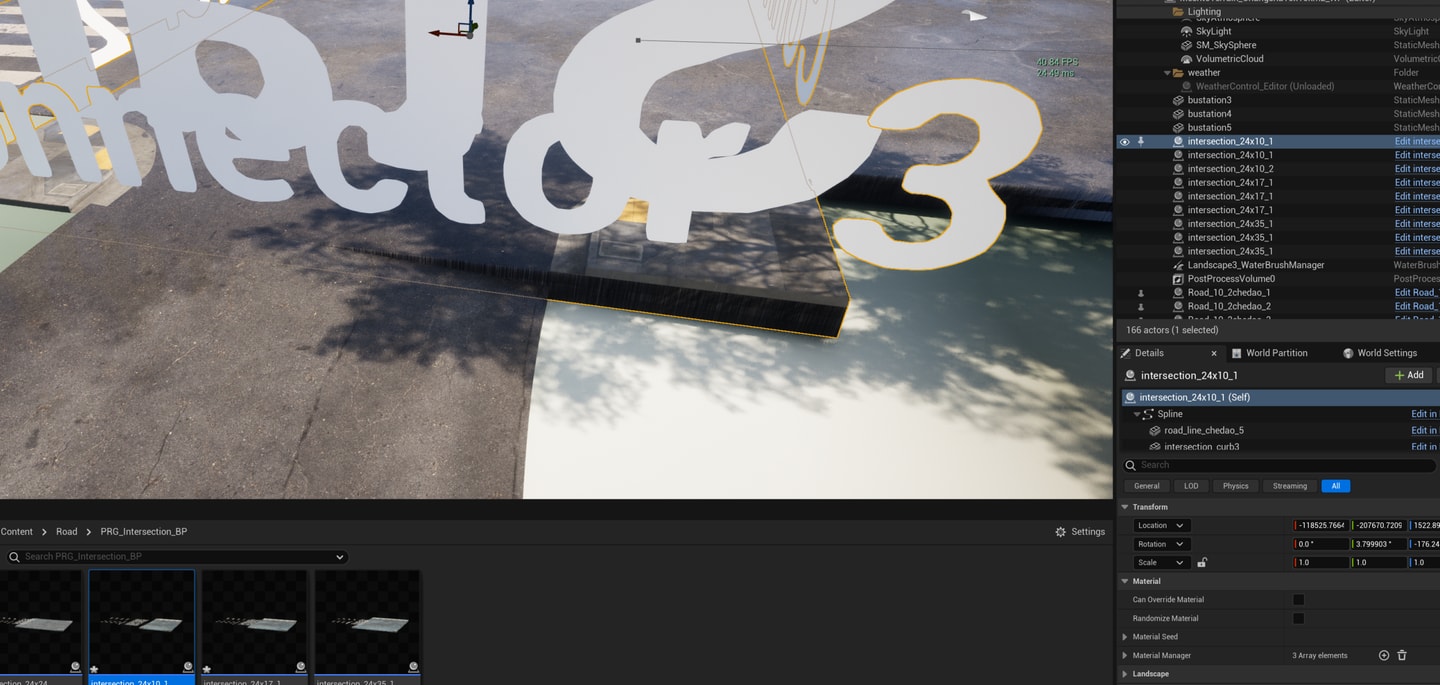 Lighting
SkyAtmosphere SkyAtmosphere
SkyLight SkyLight
SM_SkySphere StaticMesh
VolumetricCloud Volumetric
weather Folder
WeatherControl_Editor (Unloaded) WeatherCo
bustation3 StaticMesh
bustation4 StaticMesh
bustation5 StaticMesh
intersection_24x10_1 Edit interse
intersection_24x10_1 Edit interse
intersection_24x10_2 Edit interse
intersection_24x17_1 Edit interse
intersection_24x17_1 Edit interse
intersection_24x17_1 Edit interse
intersection_24x35_1 Edit interse
intersection_24x35_1 Edit interse
intersection_24x35_1 Edit interse
Landscape3_WaterBrushManager WaterBrush
PostProcessVolume0 PostProces
Road_10_2chedao_1 Edit Road_
Road_10_2chedao_2 Edit Road_
166 actors (1 selected)
40.84 FPS
24.49 ms
nnector 3
Details World Partition World Settings
intersection_24x10_1 Add
intersection_24x10_1 (Self)
Spline Edit in
road_line_chedao_5 Edit in
intersection_curb3 Edit in
Search
General LOD Physics Streaming All
Transform
Location -118525.7664 -207670.7209 1522.89
Rotation 0.0 ° 3.799903 ° -176.24
Scale 1.0 1.0 1.0
Material
Can Override Material
Randomize Material
Material Seed
Material Manager 3 Array elements
Landscape
Content Road PRG_Intersection_BP Settings
Search PRG_Intersection_BP
intersection_24x10_1 intersection_24x17_1 intersection_24x35_1